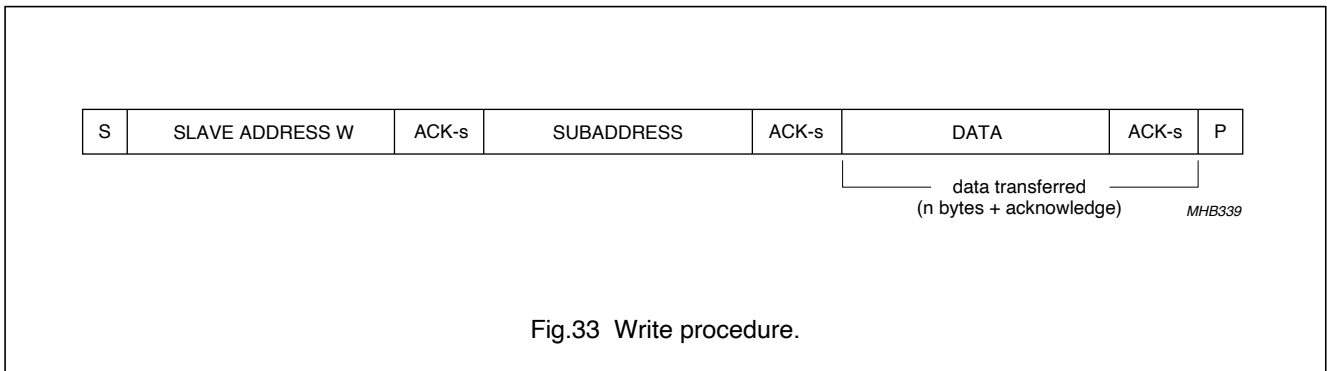 S SLAVE ADDRESS W ACK-s SUBADDRESS ACK-s DATA ACK-s P
data transferred
(n bytes + acknowledge)
MHB339
Fig.33 Write procedure.